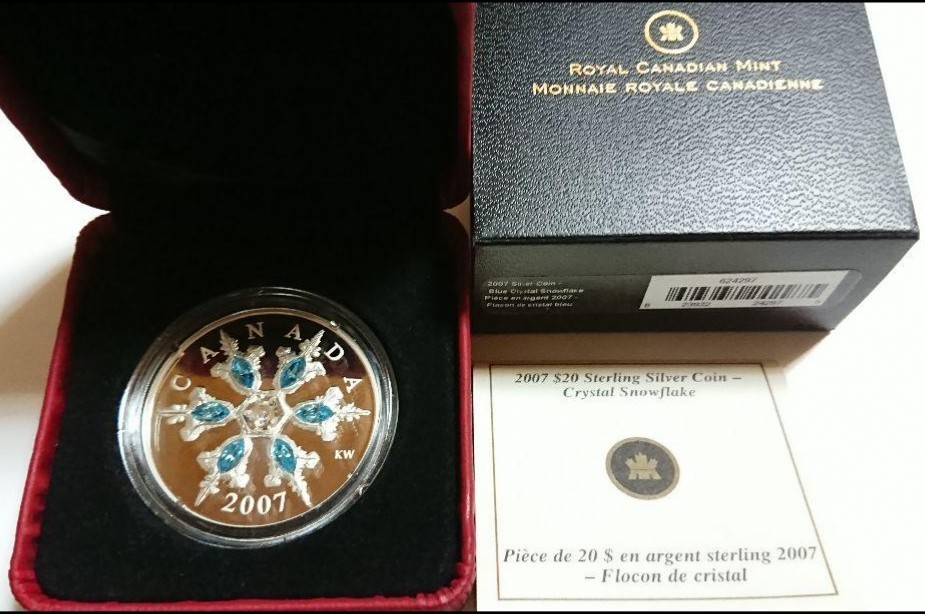 CANADA
KW
2007
ROYAL CANADIAN MINT
MONNAIE ROYALE CANADIENNE
2007 Silver Coin –
Blue Crystal Snowflake
Pièce en argent 2007 –
Flocon de cristal bleu
624297
2007 $20 Sterling Silver Coin –
Crystal Snowflake
Pièce de 20 $ en argent sterling 2007
– Flocon de cristal